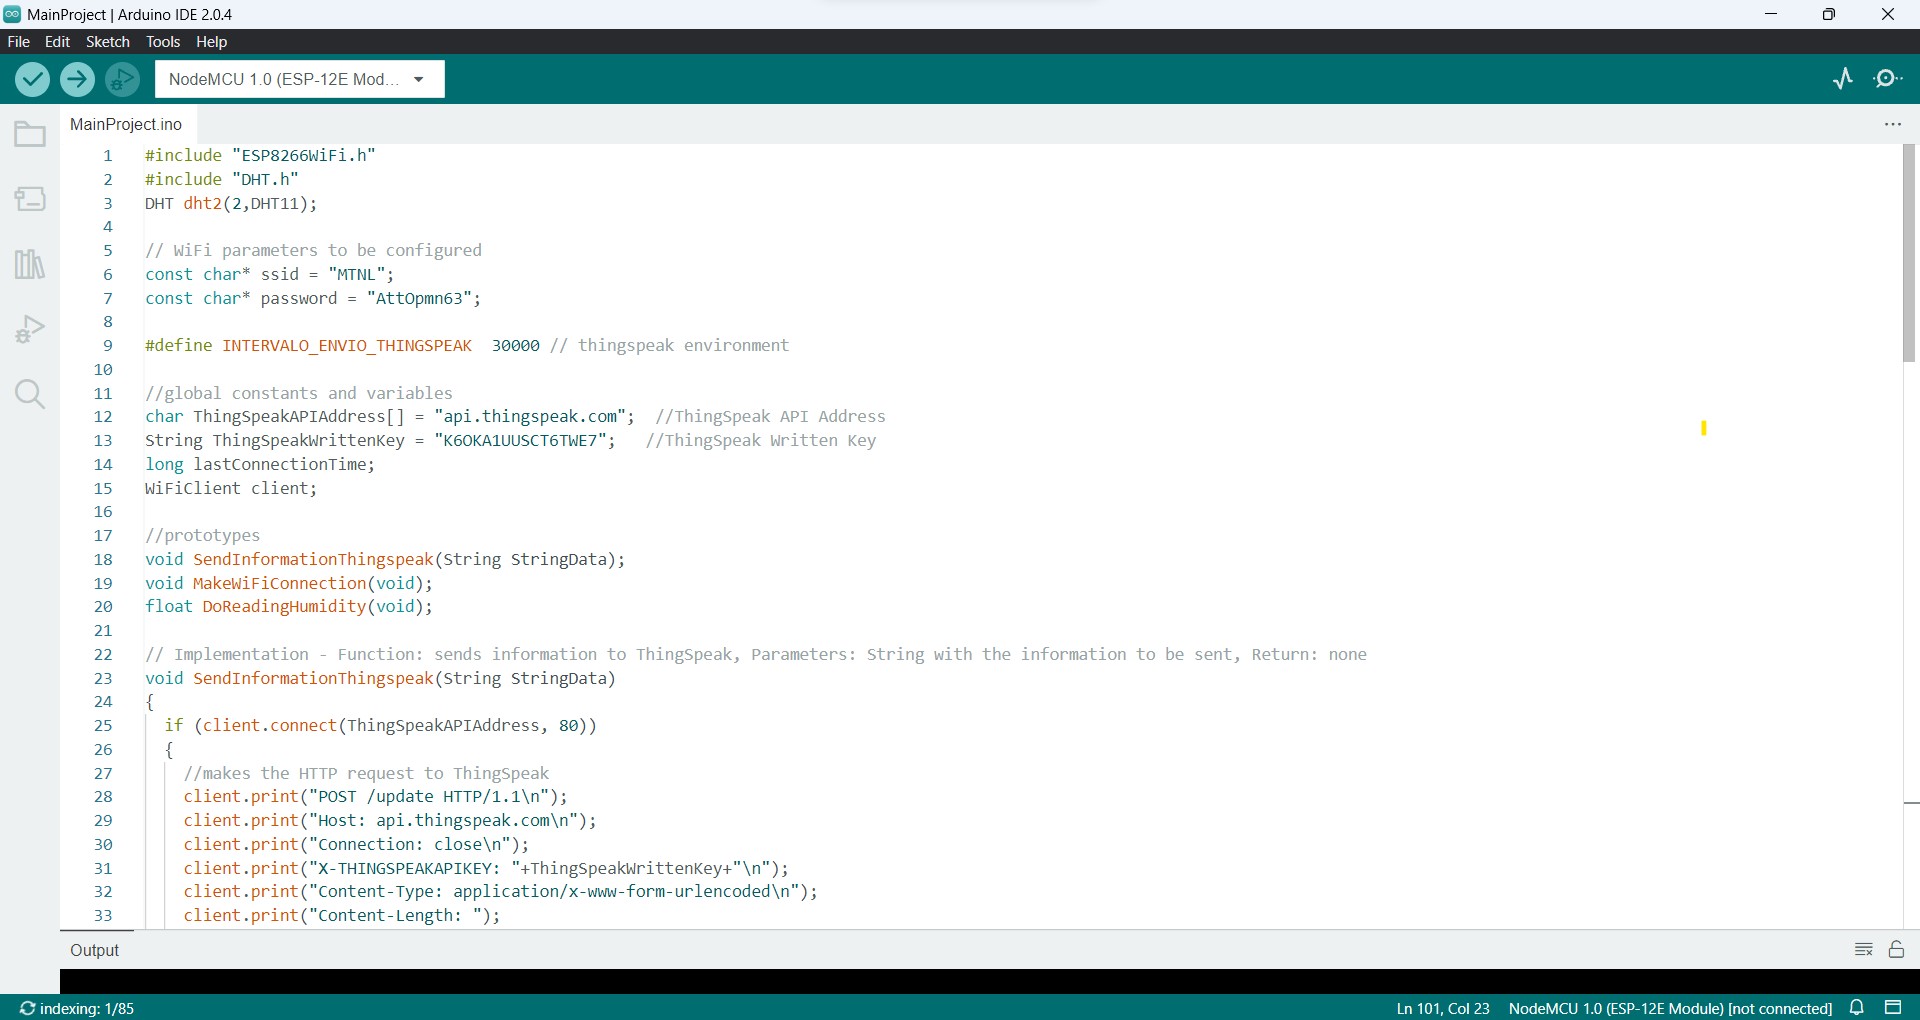 MainProject | Arduino IDE 2.0.4
File Edit Sketch Tools Help
NodeMCU 1.0 (ESP-12E Mod...
MainProject.ino
1 #include "ESP8266WiFi.h"
2 #include "DHT.h"
3 DHT dht2(2,DHT11);
4
5 // WiFi parameters to be configured
6 const char* ssid = "MTNL";
7 const char* password = "AttOpmn63";
8
9 #define INTERVALO_ENVIO_THINGSPEAK  30000 // thingspeak environment
10
11 //global constants and variables
12 char ThingSpeakAPIAddress[] = "api.thingspeak.com";  //ThingSpeak API Address
13 String ThingSpeakWrittenKey = "K6OKA1UUSCT6TWE7";   //ThingSpeak Written Key
14 long lastConnectionTime;
15 WiFiClient client;
16
17 //prototypes
18 void SendInformationThingspeak(String StringData);
19 void MakeWiFiConnection(void);
20 float DoReadingHumidity(void);
21
22 // Implementation - Function: sends information to ThingSpeak, Parameters: String with the information to be sent, Return: none
23 void SendInformationThingspeak(String StringData)
24 {
25 if (client.connect(ThingSpeakAPIAddress, 80))
26 {
27 //makes the HTTP request to ThingSpeak
28 client.print("POST /update HTTP/1.1\n");
29 client.print("Host: api.thingspeak.com\n");
30 client.print("Connection: close\n");
31 client.print("X-THINGSPEAKAPIKEY: "+ThingSpeakWrittenKey+"\n");
32 client.print("Content-Type: application/x-www-form-urlencoded\n");
33 client.print("Content-Length: ");
Output
indexing: 1/85 Ln 101, Col 23 NodeMCU 1.0 (ESP-12E Module) [not connected]